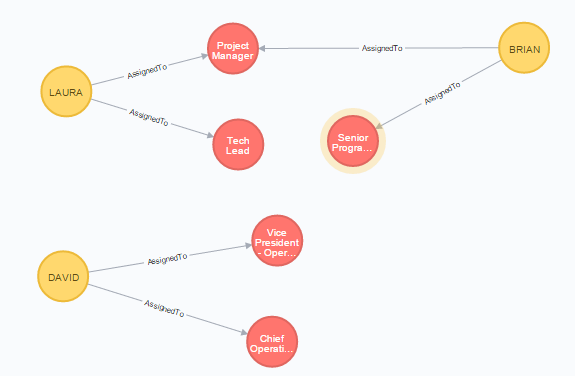 Project
Manager
AssignedTo
BRIAN
AssignedTo
LAURA
AssignedTo
AssignedTo
Tech
Lead
Senior
Progra...
Vice
President
- Oper...
AssignedTo
DAVID
AssignedTo
Chief
Operati...